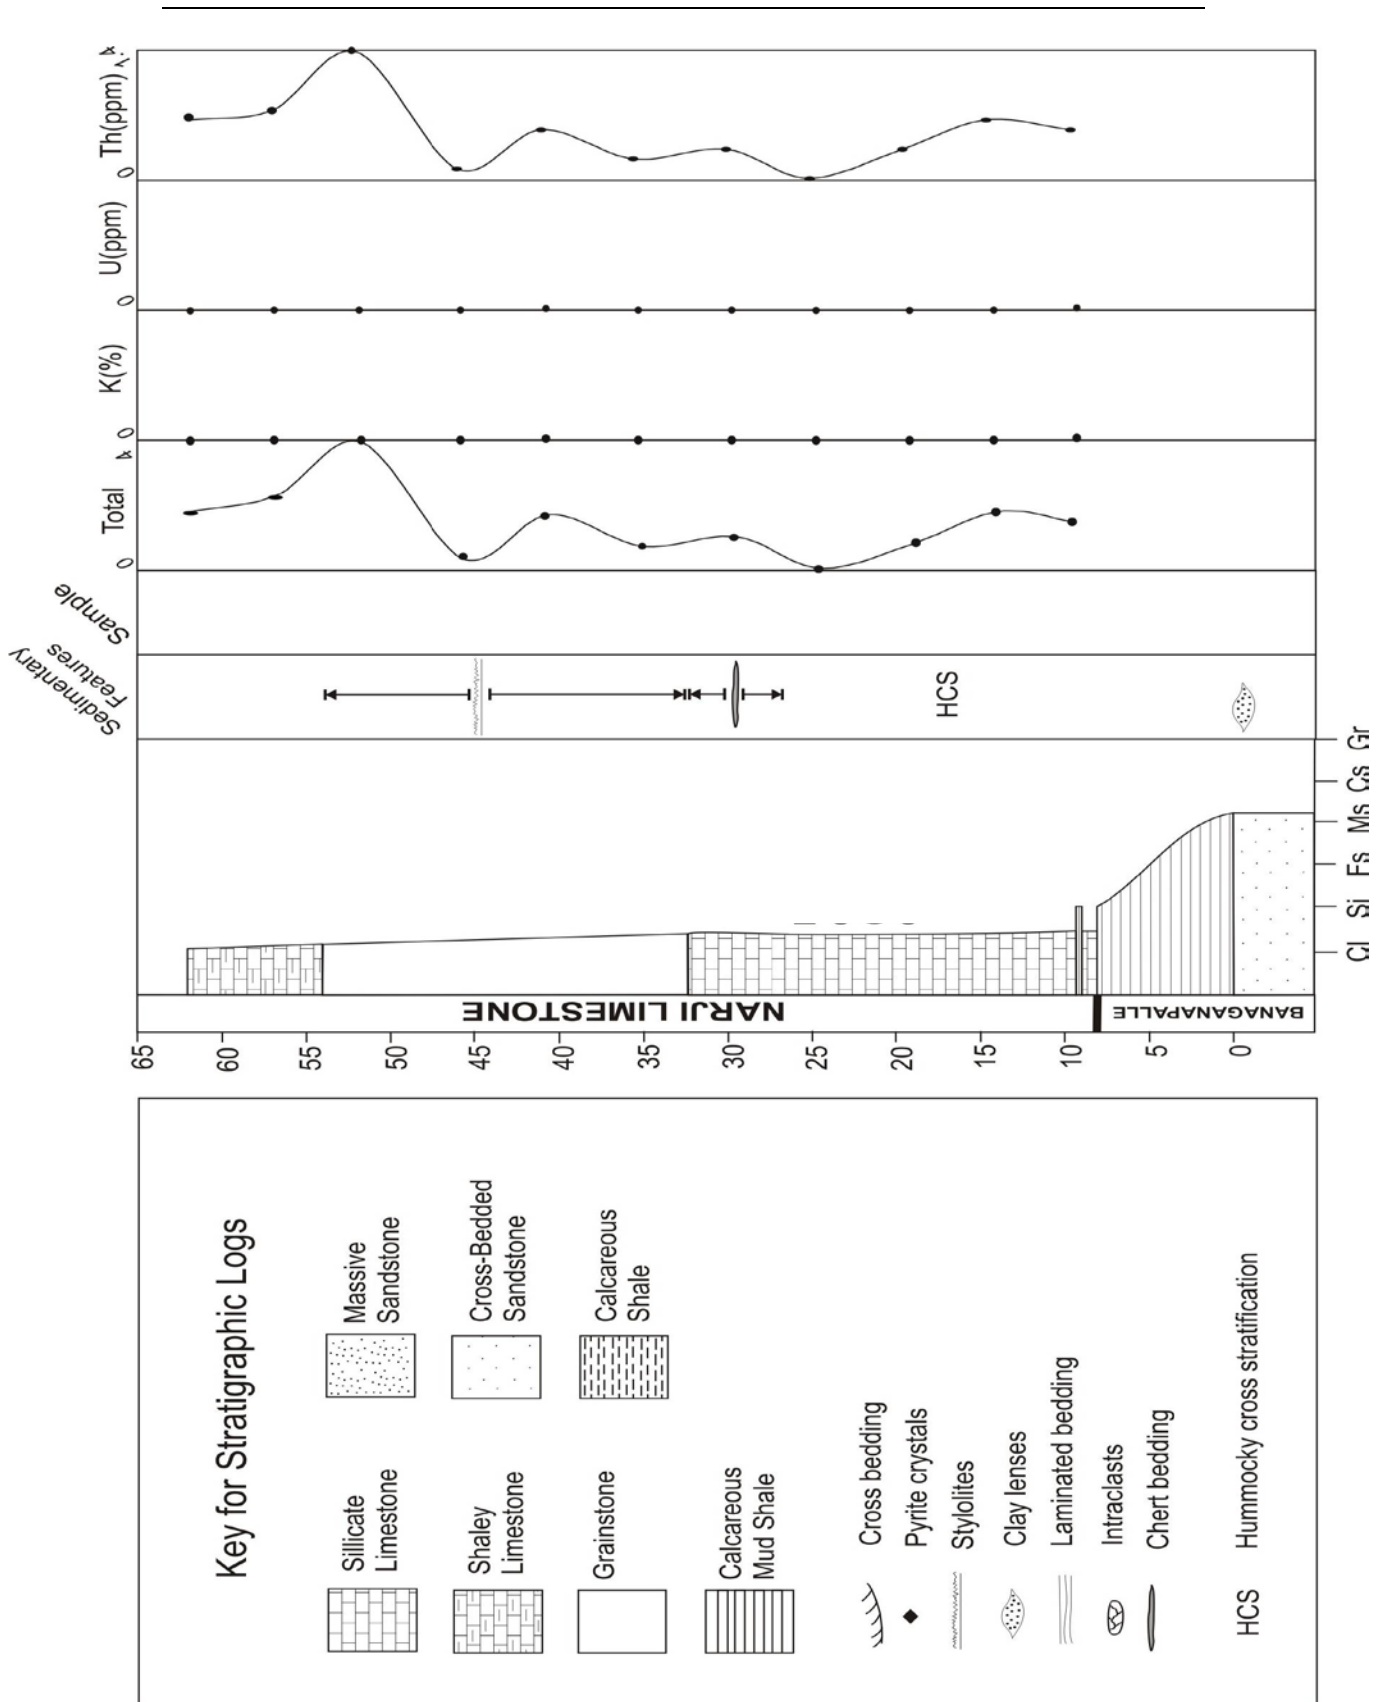 Sedimentary
Features
Sample
Total
K(%)
U(ppm)
Th(ppm)
0
4
0
0
0
65
60
55
50
45
40
35
30
25
20
15
10
5
0
NARJI LIMESTONE
BANAGANAPALLE
HCS
Cl
Si
Fs
Ms
Cs
Gr
Key for Stratigraphic Logs
Sillicate
Limestone
Massive
Sandstone
Shaley
Limestone
Cross-Bedded
Sandstone
Grainstone
Calcareous
Shale
Calcareous
Mud Shale
Cross bedding
Pyrite crystals
Stylolites
Clay lenses
Laminated bedding
Intraclasts
Chert bedding
HCS Hummocky cross stratification